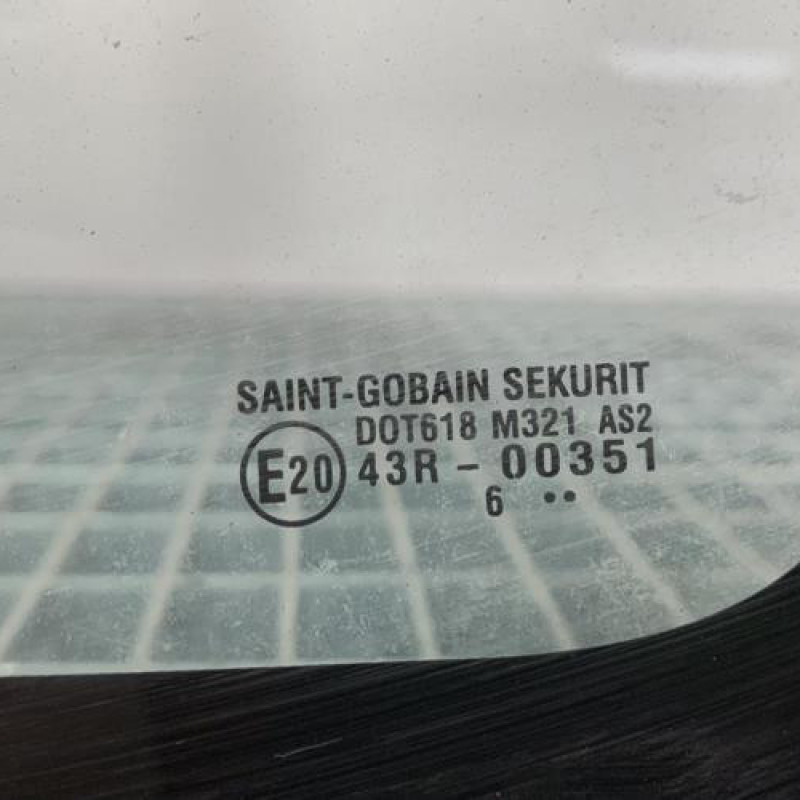 SAINT-GOBAIN SEKURIT
DOT618 M321 AS2
E20 43R - 00351
6 ••